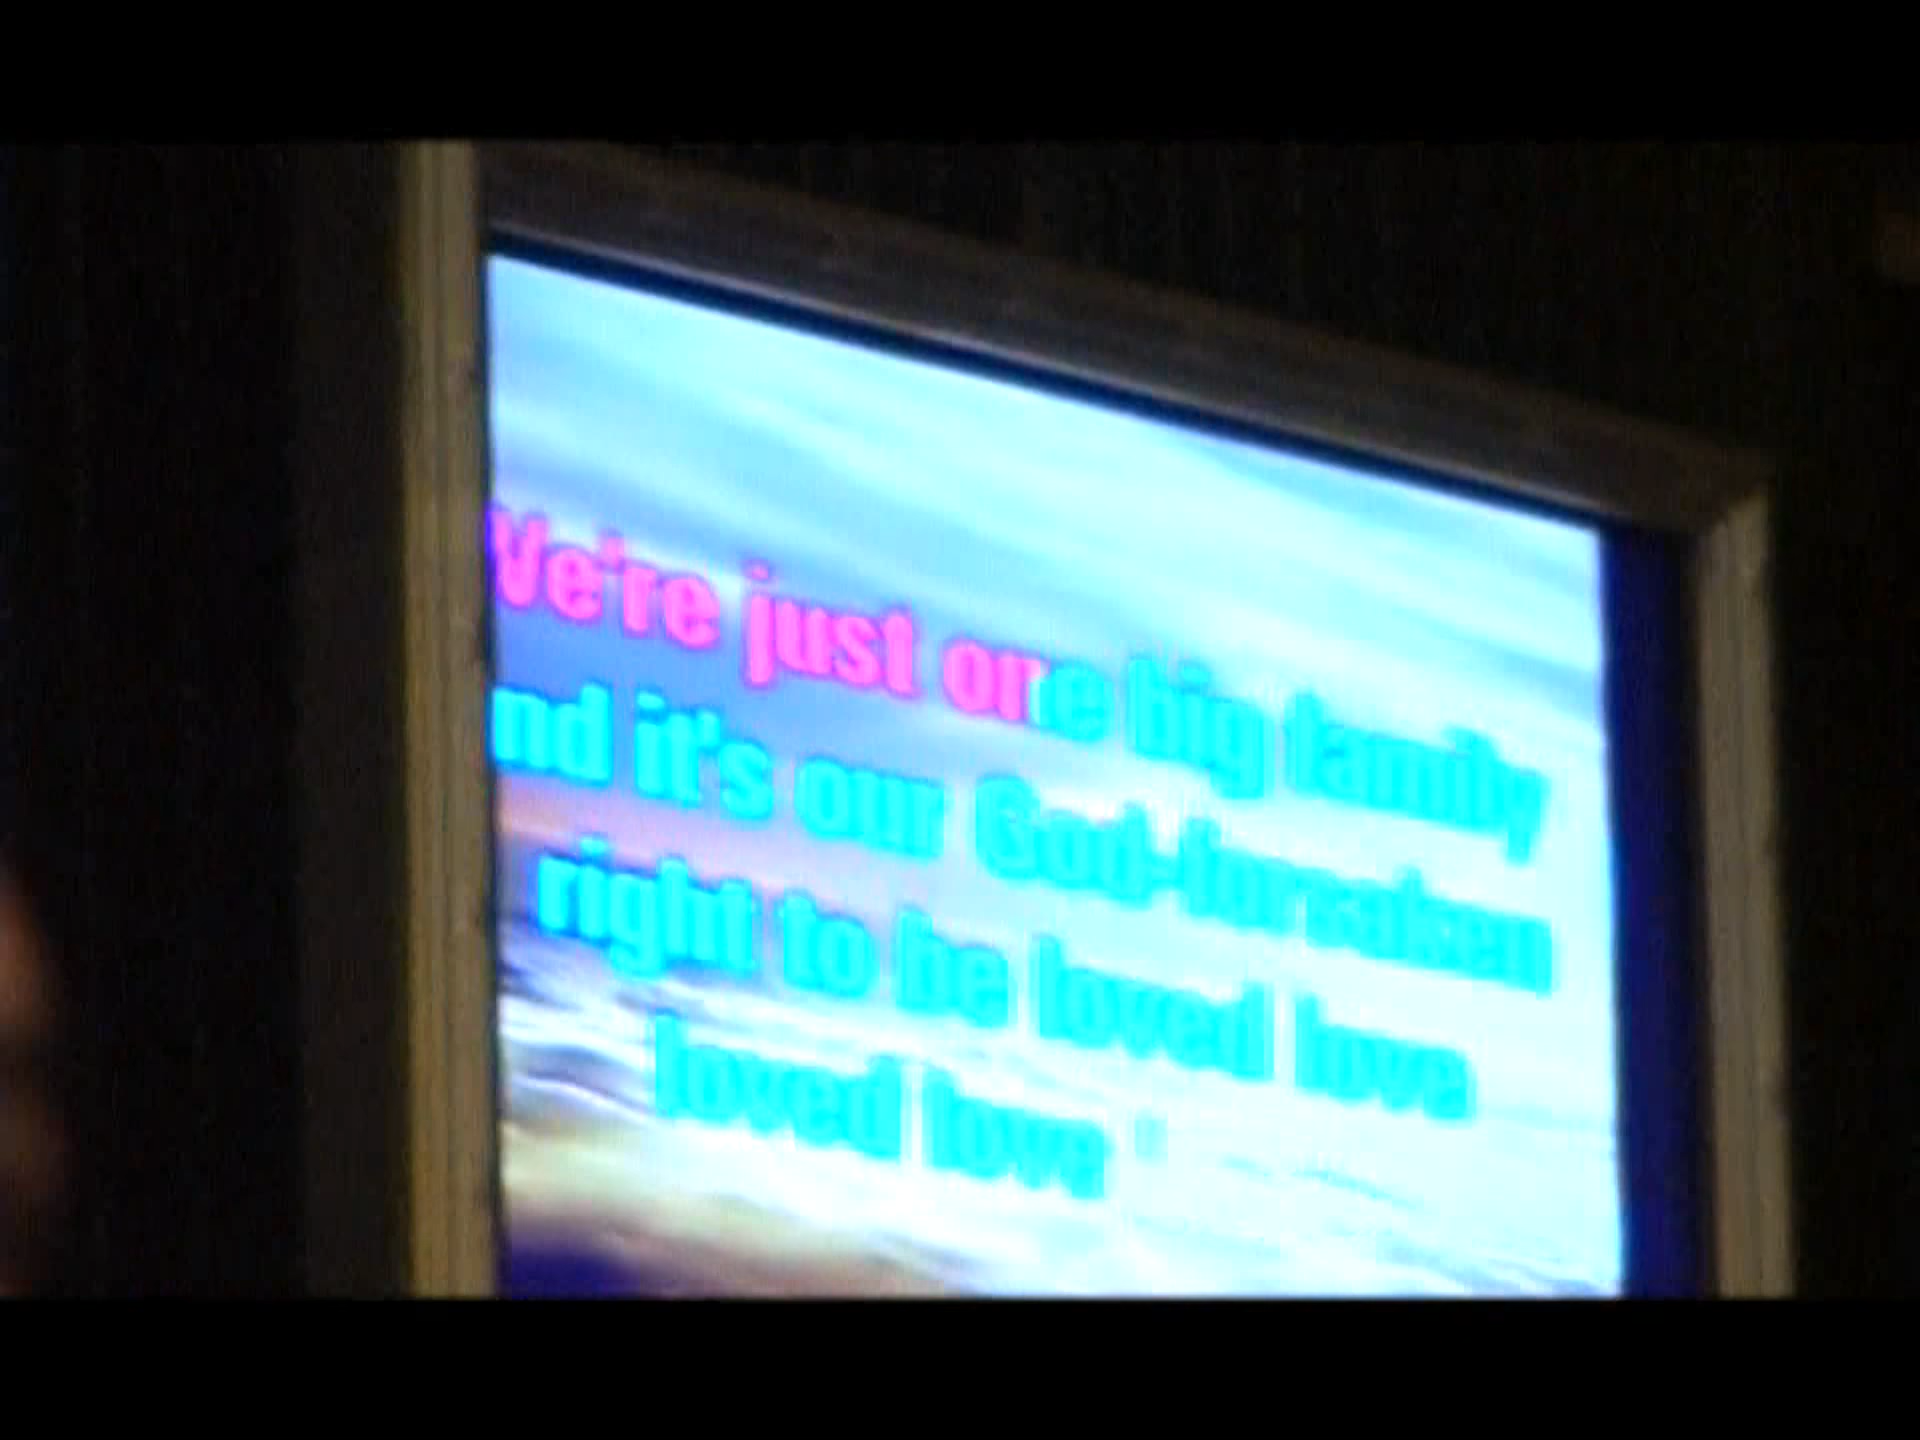 We're just one big family
nd it's our God-forsaken
right to be loved love
loved love "